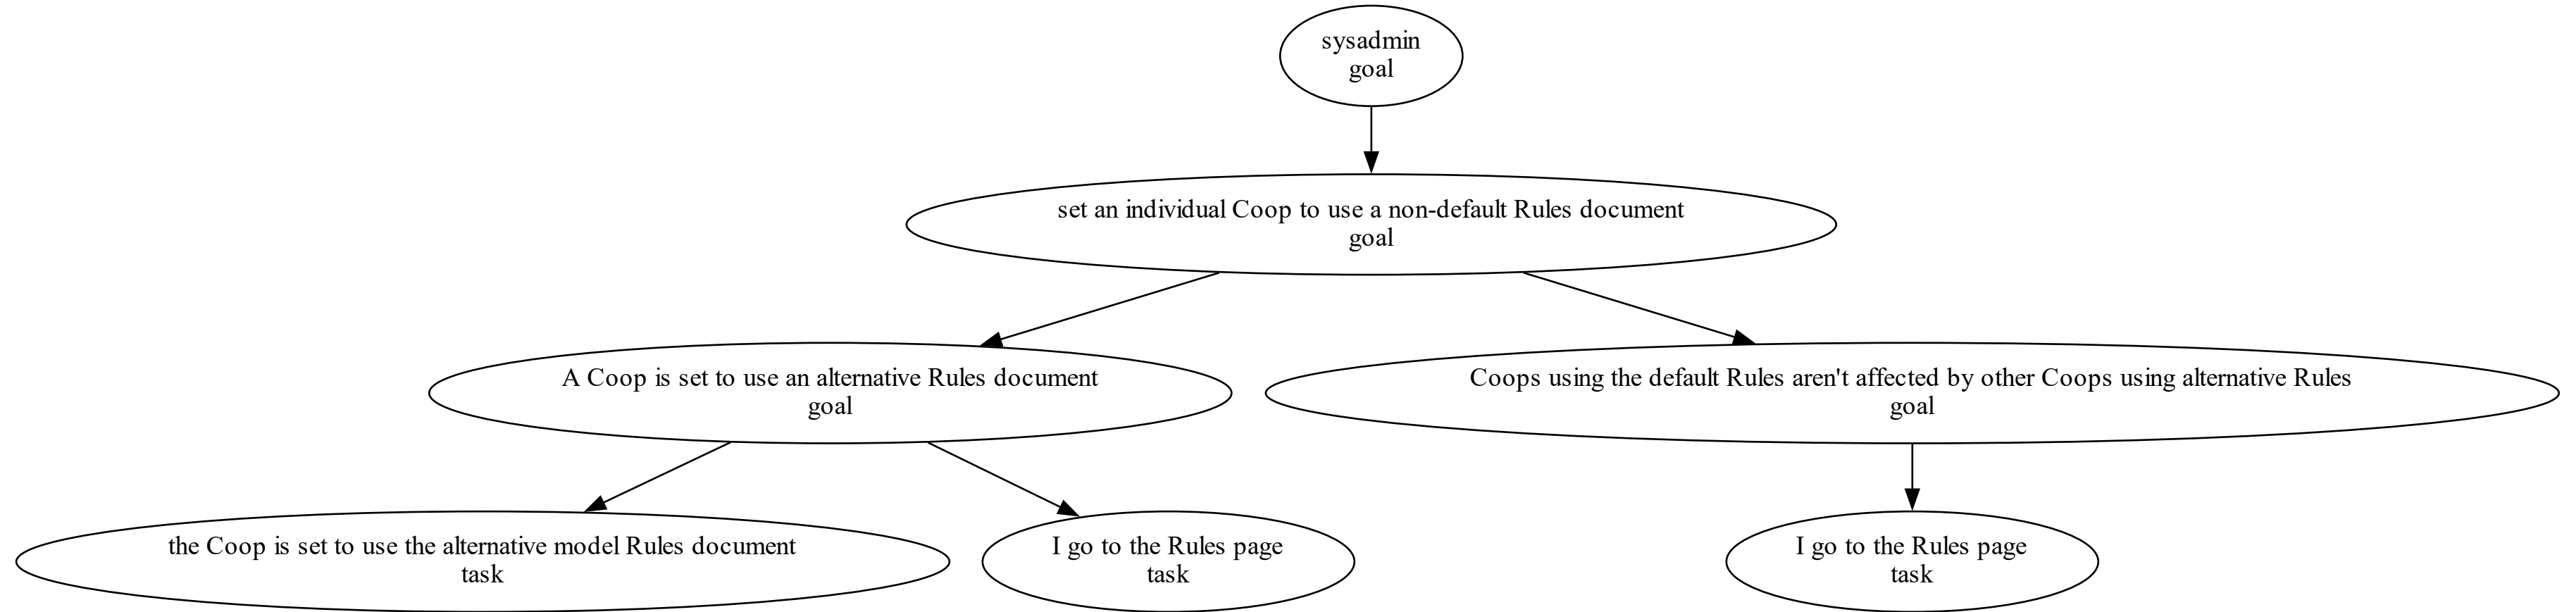 sysadmin
goal
set an individual Coop to use a non-default Rules document
goal
A Coop is set to use an alternative Rules document
goal
Coops using the default Rules aren't affected by other Coops using alternative Rules
goal
the Coop is set to use the alternative model Rules document
task
I go to the Rules page
task
I go to the Rules page
task